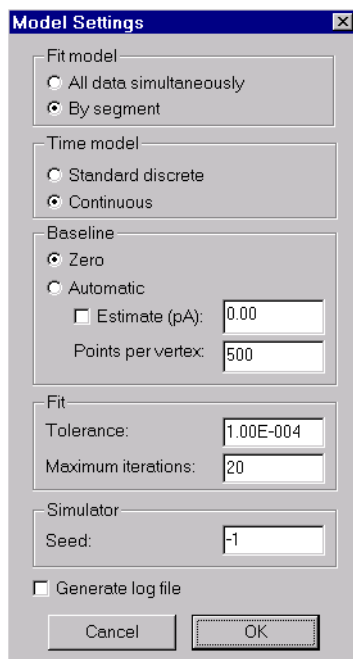 Model Settings
Fit model
All data simultaneously
By segment
Time model
Standard discrete
Continuous
Baseline
Zero
Automatic
Estimate (pA): 0.00
Points per vertex: 500
Fit
Tolerance: 1.00E-004
Maximum iterations: 20
Simulator
Seed: -1
Generate log file
Cancel OK